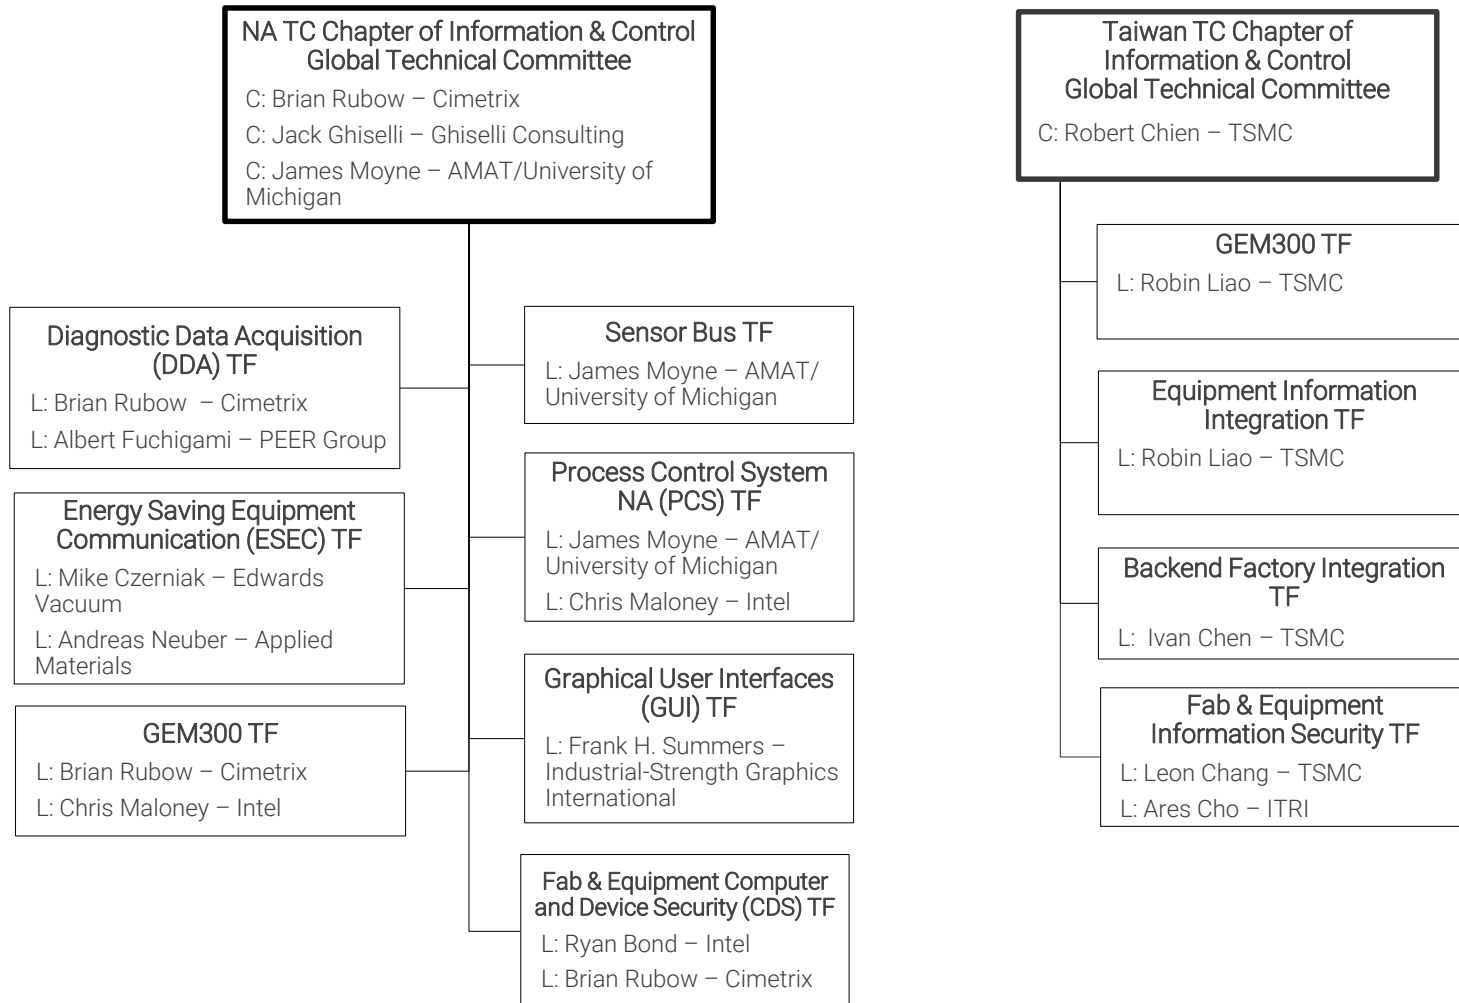 NA TC Chapter of Information & Control
Global Technical Committee
C: Brian Rubow – Cimetrix
C: Jack Ghiselli – Ghiselli Consulting
C: James Moyne – AMAT/University of
Michigan
Diagnostic Data Acquisition
(DDA) TF
L: Brian Rubow – Cimetrix
L: Albert Fuchigami – PEER Group
Energy Saving Equipment
Communication (ESEC) TF
L: Mike Czerniak – Edwards
Vacuum
L: Andreas Neuber – Applied
Materials
GEM300 TF
L: Brian Rubow – Cimetrix
L: Chris Maloney – Intel
Sensor Bus TF
L: James Moyne – AMAT/
University of Michigan
Process Control System
NA (PCS) TF
L: James Moyne – AMAT/
University of Michigan
L: Chris Maloney – Intel
Graphical User Interfaces
(GUI) TF
L: Frank H. Summers –
Industrial-Strength Graphics
International
Fab & Equipment Computer
and Device Security (CDS) TF
L: Ryan Bond – Intel
L: Brian Rubow – Cimetrix
Taiwan TC Chapter of
Information & Control
Global Technical Committee
C: Robert Chien – TSMC
GEM300 TF
L: Robin Liao – TSMC
Equipment Information
Integration TF
L: Robin Liao – TSMC
Backend Factory Integration
TF
L: Ivan Chen – TSMC
Fab & Equipment
Information Security TF
L: Leon Chang – TSMC
L: Ares Cho – ITRI